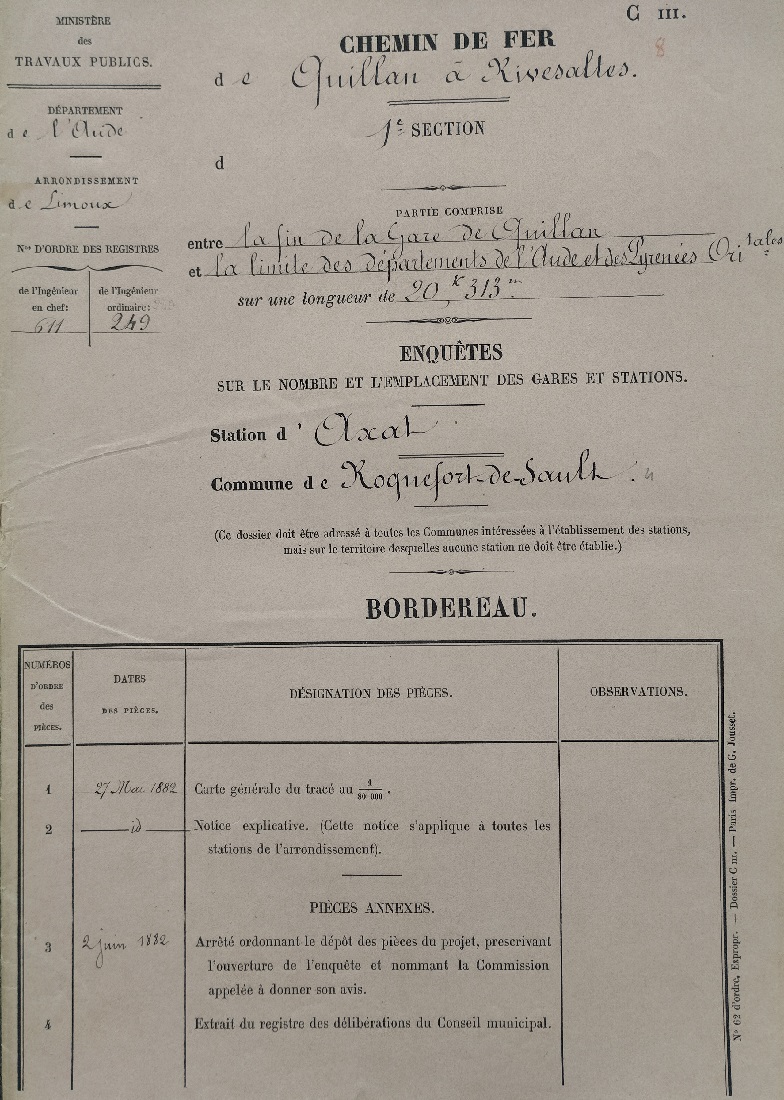 C III.
8
MINISTÈRE
des
TRAVAUX PUBLICS.
DÉPARTEMENT
de l'Aude
ARRONDISSEMENT
de Limoux
Nos D'ORDRE DES REGISTRES
de l'Ingénieur
en chef:
611
de l'Ingénieur
ordinaire:
249
CHEMIN DE FER
de Quillan à Rivesaltes.
1e SECTION
d
PARTIE COMPRISE
entre la fin de la Gare de Quillan
et la limite des départements de l'Aude et des Pyrénées Orientales
sur une longueur de 20k,313m
ENQUÊTES
SUR LE NOMBRE ET L'EMPLACEMENT DES GARES ET STATIONS.
Station d' Axat
Commune de Roquefort-de-Sault.
(Ce dossier doit être adressé à toutes les Communes intéressées à l'établissement des stations,
mais sur le territoire desquelles aucune station ne doit être établie.)
BORDEREAU.
NUMÉROS
D'ORDRE
des
PIÈCES.
DATES
DES PIÈCES.
DÉSIGNATION DES PIÈCES.
OBSERVATIONS.
1 27 Mai 1882 Carte générale du tracé au 1/80 000.
2 id Notice explicative. (Cette notice s'applique à toutes les
stations de l'arrondissement).
PIÈCES ANNEXES.
3 2 juin 1882 Arrêté ordonnant le dépôt des pièces du projet, prescrivant
l'ouverture de l'enquête et nommant la Commission
appelée à donner son avis.
4 Extrait du registre des délibérations du Conseil municipal.
N° 62 d'ordre, Expropr. — Dossier C III. — Paris Impr. de G. Jousset.